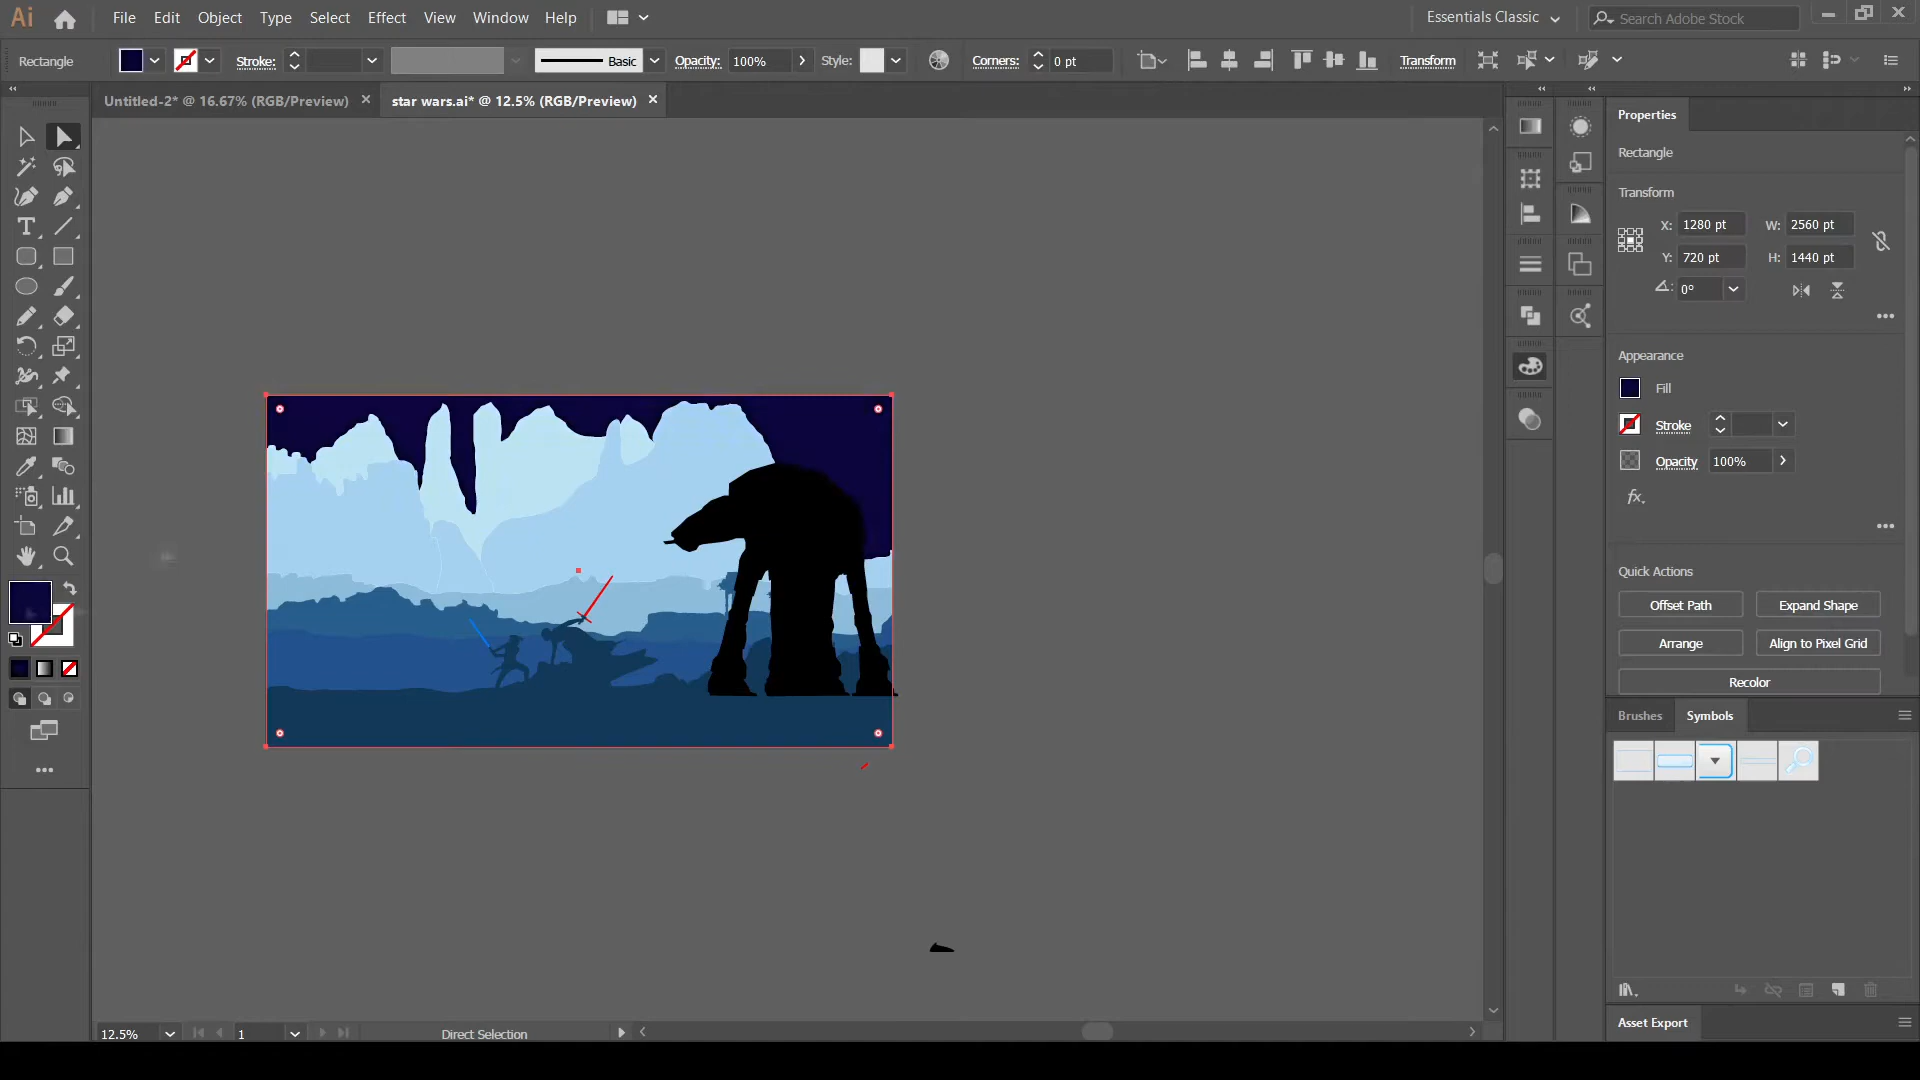 Ai File Edit Object Type Select Effect View Window Help Essentials Classic Search Adobe Stock
Rectangle Stroke: Basic Opacity: 100% Style: Corners: 0 pt Transform
Untitled-2* @ 16.67% (RGB/Preview) × star wars.ai* @ 12.5% (RGB/Preview) ×
Properties
Rectangle
Transform
X: 1280 pt W: 2560 pt
Y: 720 pt H: 1440 pt
0°
Appearance
Fill
Stroke
Opacity 100%
fx.
Quick Actions
Offset Path Expand Shape
Arrange Align to Pixel Grid
Recolor
Brushes Symbols
Asset Export
12.5% 1 Direct Selection